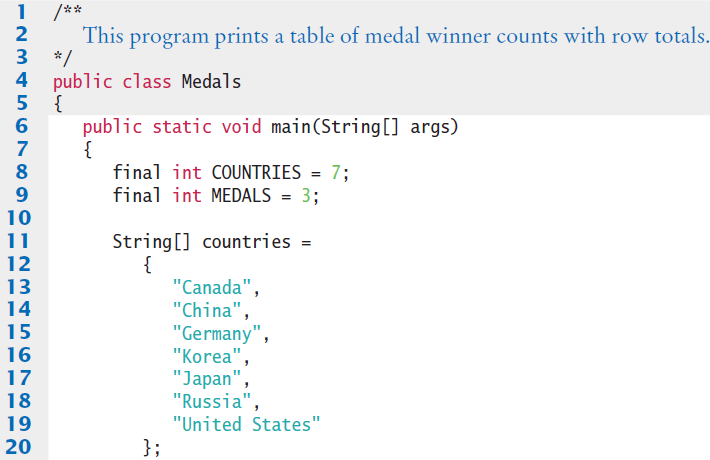 1 /**
2 This program prints a table of medal winner counts with row totals.
3 */
4 public class Medals
5 {
6 public static void main(String[] args)
7 {
8 final int COUNTRIES = 7;
9 final int MEDALS = 3;
10
11 String[] countries =
12 {
13 "Canada",
14 "China",
15 "Germany",
16 "Korea",
17 "Japan",
18 "Russia",
19 "United States"
20 };